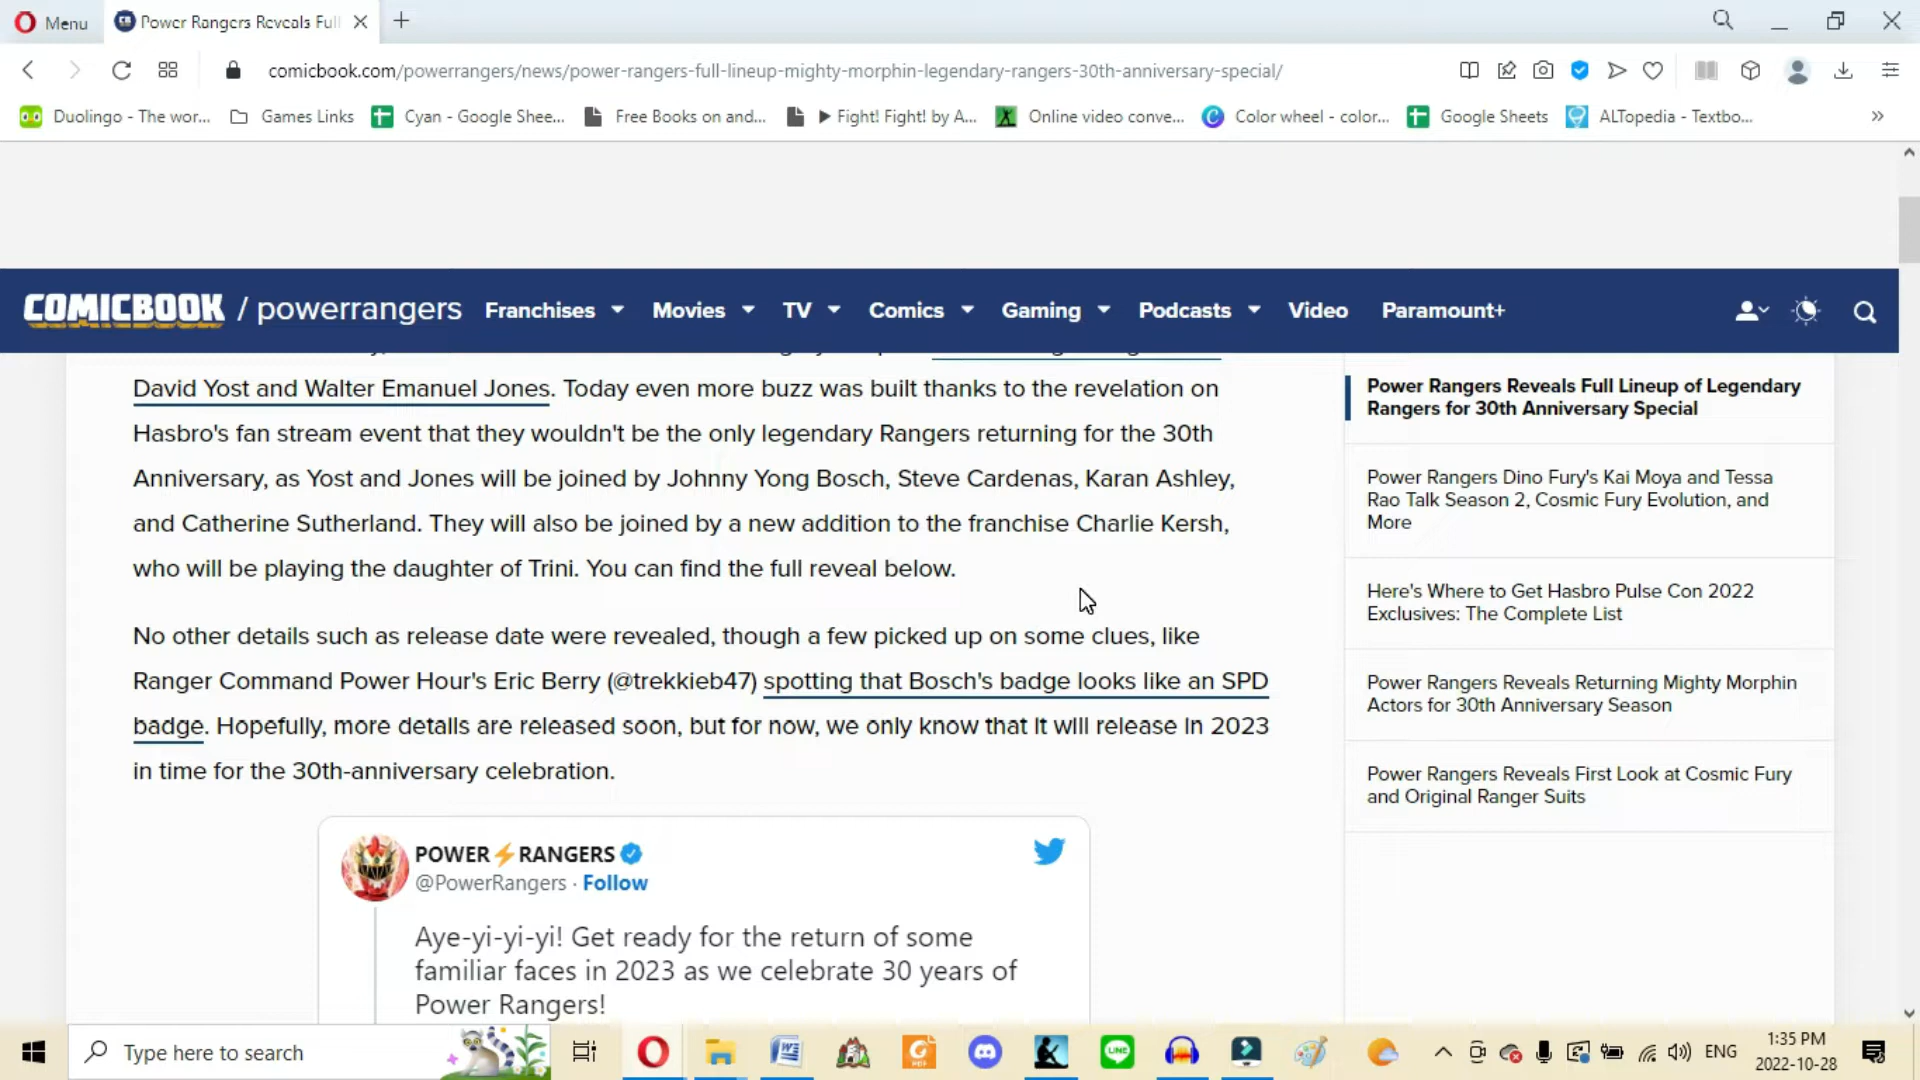 Menu
Power Rangers Reveals Full
comicbook.com/powerrangers/news/power-rangers-full-lineup-mighty-morphin-legendary-rangers-30th-anniversary-special/
Duolingo - The wor...
Games Links
Cyan - Google Shee...
Free Books on and...
▶ Fight! Fight! by A...
Online video conve...
Color wheel - color...
Google Sheets
ALTopedia - Textbo...
COMICBOOK / powerrangers
Franchises
Movies
TV
Comics
Gaming
Podcasts
Video
Paramount+
David Yost and Walter Emanuel Jones. Today even more buzz was built thanks to the revelation on
Hasbro's fan stream event that they wouldn't be the only legendary Rangers returning for the 30th
Anniversary, as Yost and Jones will be joined by Johnny Yong Bosch, Steve Cardenas, Karan Ashley,
and Catherine Sutherland. They will also be joined by a new addition to the franchise Charlie Kersh,
who will be playing the daughter of Trini. You can find the full reveal below.
No other details such as release date were revealed, though a few picked up on some clues, like
Ranger Command Power Hour's Eric Berry (@trekkieb47) spotting that Bosch's badge looks like an SPD
badge. Hopefully, more details are released soon, but for now, we only know that it will release in 2023
in time for the 30th-anniversary celebration.
POWER⚡RANGERS
@PowerRangers · Follow
Aye-yi-yi-yi! Get ready for the return of some
familiar faces in 2023 as we celebrate 30 years of
Power Rangers!
Power Rangers Reveals Full Lineup of Legendary
Rangers for 30th Anniversary Special
Power Rangers Dino Fury's Kai Moya and Tessa
Rao Talk Season 2, Cosmic Fury Evolution, and
More
Here's Where to Get Hasbro Pulse Con 2022
Exclusives: The Complete List
Power Rangers Reveals Returning Mighty Morphin
Actors for 30th Anniversary Season
Power Rangers Reveals First Look at Cosmic Fury
and Original Ranger Suits
Type here to search
LINE
ENG
1:35 PM
2022-10-28